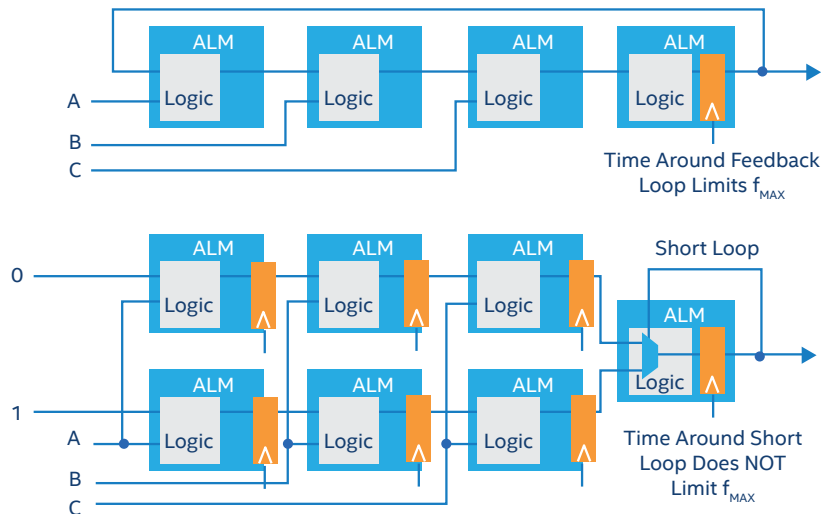 ALM ALM ALM ALM
Logic Logic Logic Logic
A
B
C
Time Around Feedback
Loop Limits fMAX
ALM ALM ALM
Short Loop
0
Logic Logic Logic
ALM
Logic
ALM ALM ALM
1
A
Logic Logic Logic
B
C
Time Around Short
Loop Does NOT
Limit fMAX